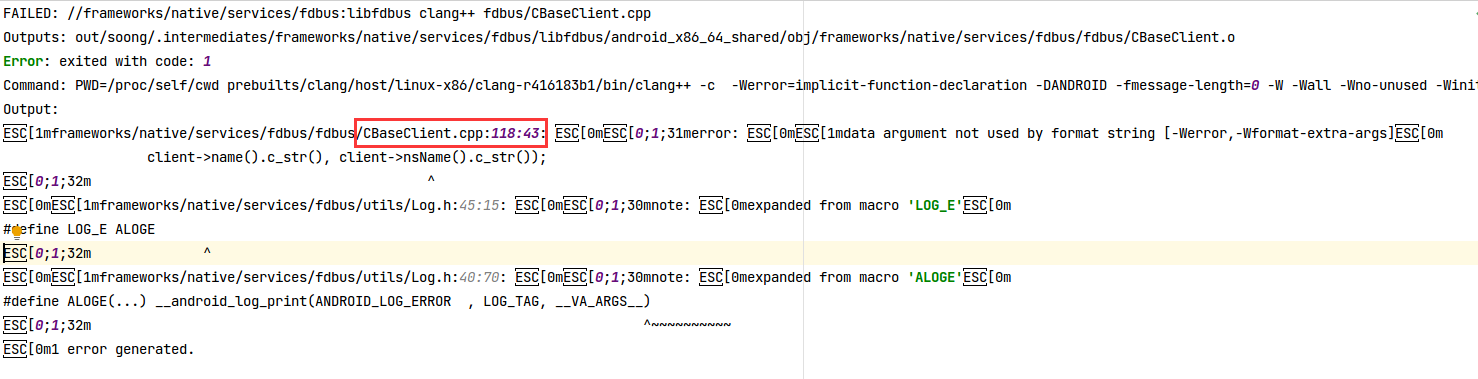 FAILED: //frameworks/native/services/fdbus:libfdbus clang++ fdbus/CBaseClient.cpp
Outputs: out/soong/.intermediates/frameworks/native/services/fdbus/libfdbus/android_x86_64_shared/obj/frameworks/native/services/fdbus/fdbus/CBaseClient.o
Error: exited with code: 1
Command: PWD=/proc/self/cwd prebuilts/clang/host/linux-x86/clang-r416183b1/bin/clang++ -c  -Werror=implicit-function-declaration -DANDROID -fmessage-length=0 -W -Wall -Wno-unused -Winit
Output:
ESC[1mframeworks/native/services/fdbus/fdbus/CBaseClient.cpp:118:43: ESC[0mESC[0;1;31merror: ESC[0mESC[1mdata argument not used by format string [-Werror,-Wformat-extra-args]ESC[0m
client->name().c_str(), client->nsName().c_str());
ESC[0;1;32m ^
ESC[0mESC[1mframeworks/native/services/fdbus/utils/Log.h:45:15: ESC[0mESC[0;1;30mnote: ESC[0mexpanded from macro 'LOG_E'ESC[0m
#define LOG_E ALOGE
ESC[0;1;32m ^
ESC[0mESC[1mframeworks/native/services/fdbus/utils/Log.h:40:70: ESC[0mESC[0;1;30mnote: ESC[0mexpanded from macro 'ALOGE'ESC[0m
#define ALOGE(...) __android_log_print(ANDROID_LOG_ERROR  , LOG_TAG, __VA_ARGS__)
ESC[0;1;32m ^~~~~~~~~~~
ESC[0m1 error generated.